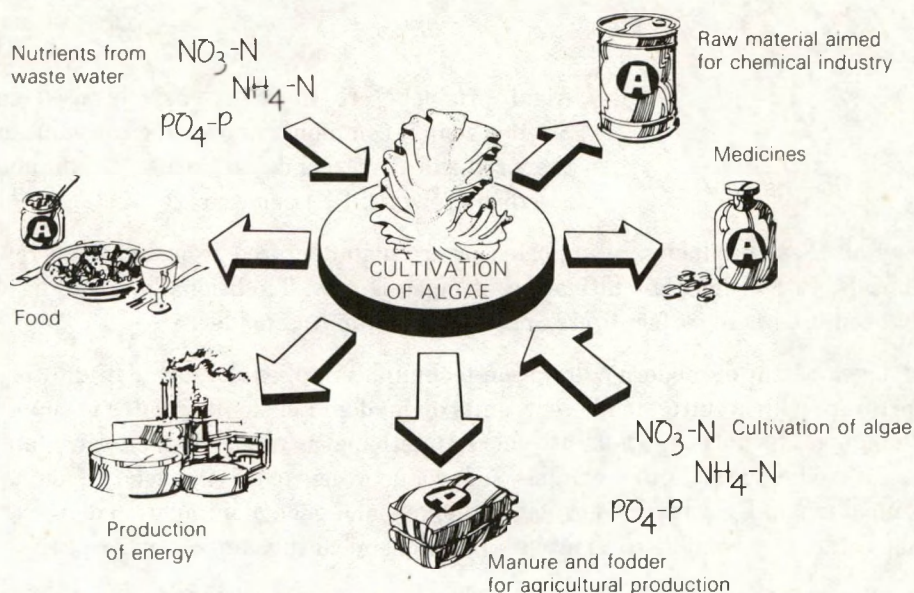 Nutrients from
waste water
NO3-N
NH4-N
PO4-P
Raw material aimed
for chemical industry
A
Medicines
A
A
Food
CULTIVATION
OF ALGAE
Production
of energy
A
Manure and fodder
for agricultural production
NO3-N Cultivation of algae
NH4-N
PO4-P